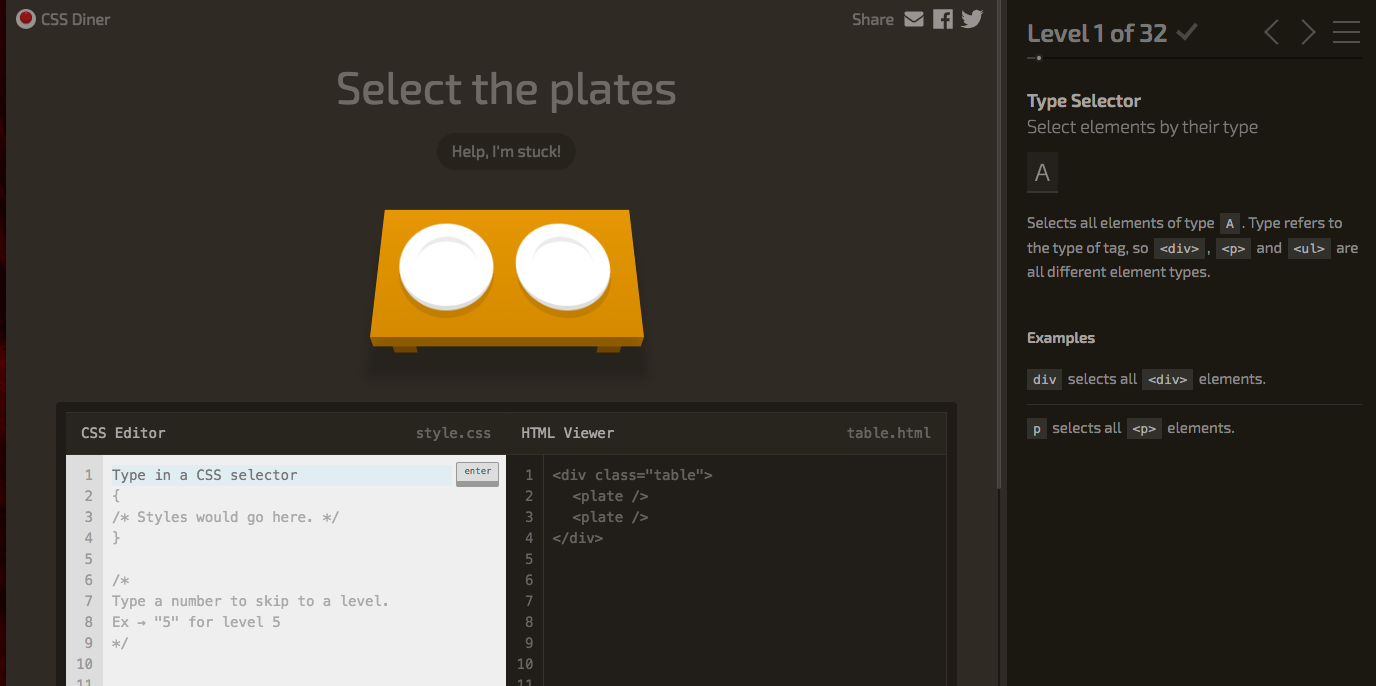 CSS Diner
Share
Select the plates
Help, I'm stuck!
CSS Editor style.css
1 Type in a CSS selector enter
2 {
3 /* Styles would go here. */
4 }
5
6 /*
7 Type a number to skip to a level.
8 Ex → "5" for level 5
9 */
10
11
HTML Viewer table.html
1 <div class="table">
2 <plate />
3 <plate />
4 </div>
5
6
7
8
9
10
11
Level 1 of 32
Type Selector
Select elements by their type
A
Selects all elements of type A. Type refers to
the type of tag, so <div>, <p> and <ul> are
all different element types.
Examples
div selects all <div> elements.
p selects all <p> elements.